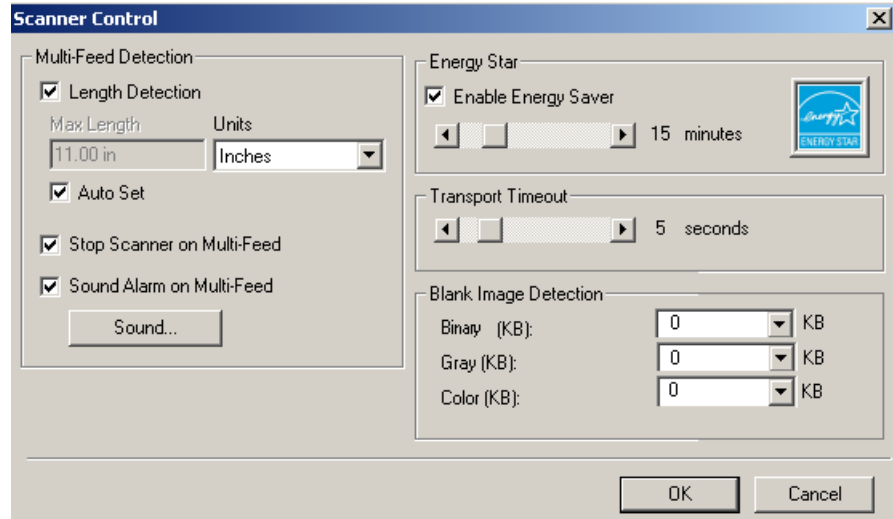 Scanner Control
Multi-Feed Detection
Length Detection
Max Length Units
11.00 in Inches
Auto Set
Stop Scanner on Multi-Feed
Sound Alarm on Multi-Feed
Sound...
Energy Star
Enable Energy Saver
15 minutes
energy
ENERGY STAR
Transport Timeout
5 seconds
Blank Image Detection
Binary (KB): 0 KB
Gray (KB): 0 KB
Color (KB): 0 KB
OK Cancel